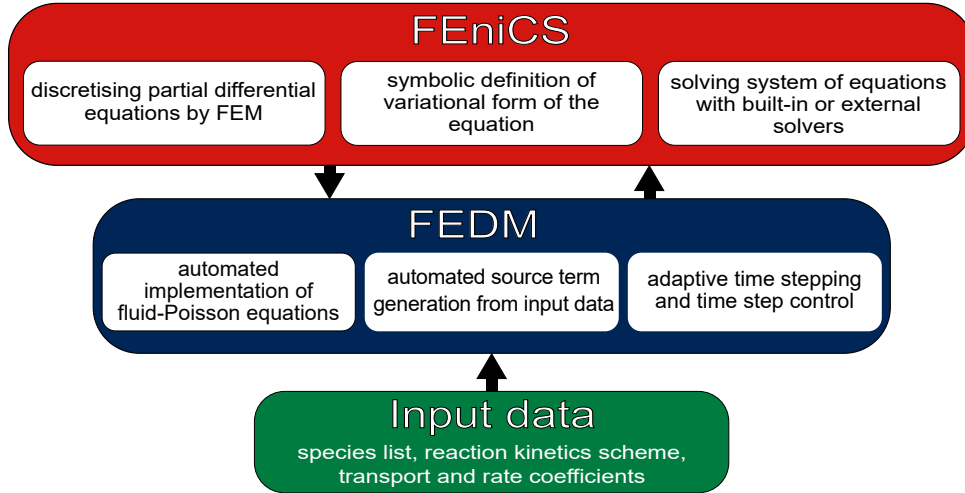 FEniCS
discretising partial differential
equations by FEM
symbolic definition of
variational form of the
equation
solving system of equations
with built-in or external
solvers
FEDM
automated
implementation of
fluid-Poisson equations
automated source term
generation from input data
adaptive time stepping
and time step control
Input data
species list, reaction kinetics scheme,
transport and rate coefficients